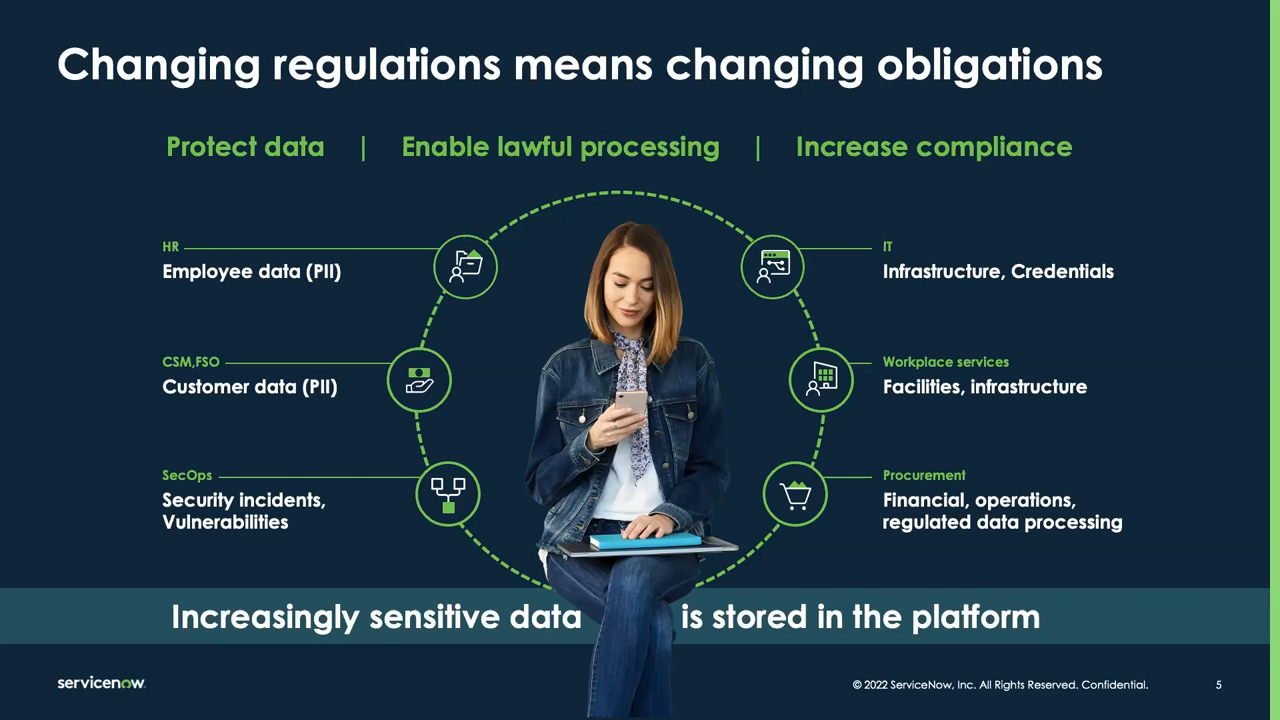 Changing regulations means changing obligations
Protect data | Enable lawful processing | Increase compliance
HR
Employee data (PII)
CSM,FSO
Customer data (PII)
SecOps
Security incidents,
Vulnerabilities
IT
Infrastructure, Credentials
Workplace services
Facilities, infrastructure
Procurement
Financial, operations,
regulated data processing
Increasingly sensitive data is stored in the platform
servicenow
© 2022 ServiceNow, Inc. All Rights Reserved. Confidential.
5